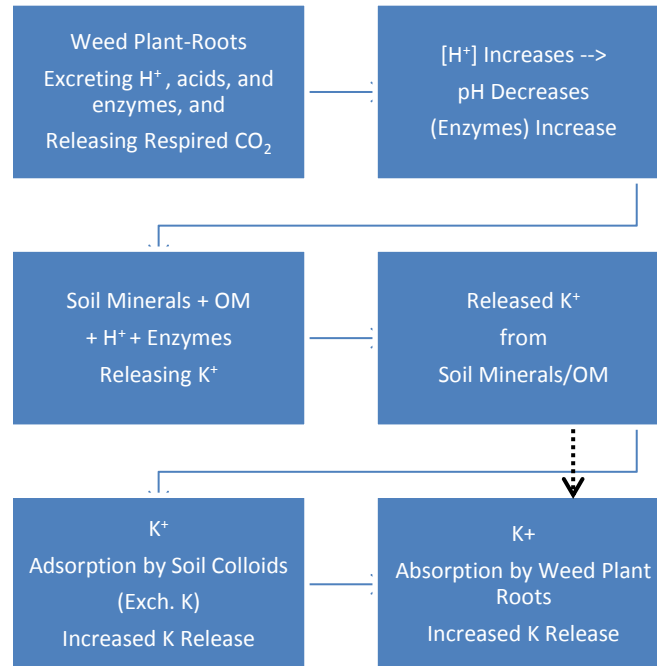 Weed Plant-Roots
Excreting H⁺ , acids, and
enzymes, and
Releasing Respired CO₂
[H⁺] Increases -->
pH Decreases
(Enzymes) Increase
Soil Minerals + OM
+ H⁺ + Enzymes
Releasing K⁺
Released K⁺
from
Soil Minerals/OM
K⁺
Adsorption by Soil Colloids
(Exch. K)
Increased K Release
K+
Absorption by Weed Plant
Roots
Increased K Release